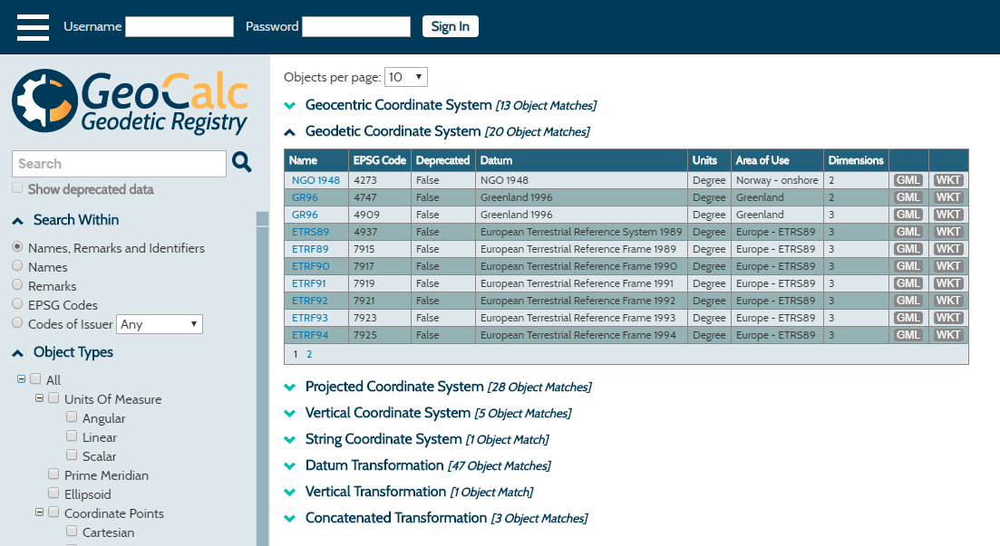 Username Password Sign In
GeoCalc
Geodetic Registry
Search
Show deprecated data
Search Within
Names, Remarks and Identifiers
Names
Remarks
EPSG Codes
Codes of Issuer Any
Object Types
All
Units Of Measure
Angular
Linear
Scalar
Prime Meridian
Ellipsoid
Coordinate Points
Cartesian
Objects per page: 10
Geocentric Coordinate System [13 Object Matches]
Geodetic Coordinate System [20 Object Matches]
Name EPSG Code Deprecated Datum Units Area of Use Dimensions
NGO 1948 4273 False NGO 1948 Degree Norway - onshore 2 GML WKT
GR96 4747 False Greenland 1996 Degree Greenland 2 GML WKT
GR96 4909 False Greenland 1996 Degree Greenland 3 GML WKT
ETRS89 4937 False European Terrestrial Reference System 1989 Degree Europe - ETRS89 3 GML WKT
ETRF89 7915 False European Terrestrial Reference Frame 1989 Degree Europe - ETRS89 3 GML WKT
ETRF90 7917 False European Terrestrial Reference Frame 1990 Degree Europe - ETRS89 3 GML WKT
ETRF91 7919 False European Terrestrial Reference Frame 1991 Degree Europe - ETRS89 3 GML WKT
ETRF92 7921 False European Terrestrial Reference Frame 1992 Degree Europe - ETRS89 3 GML WKT
ETRF93 7923 False European Terrestrial Reference Frame 1993 Degree Europe - ETRS89 3 GML WKT
ETRF94 7925 False European Terrestrial Reference Frame 1994 Degree Europe - ETRS89 3 GML WKT
1 2
Projected Coordinate System [28 Object Matches]
Vertical Coordinate System [5 Object Matches]
String Coordinate System [1 Object Match]
Datum Transformation [47 Object Matches]
Vertical Transformation [1 Object Match]
Concatenated Transformation [3 Object Matches]